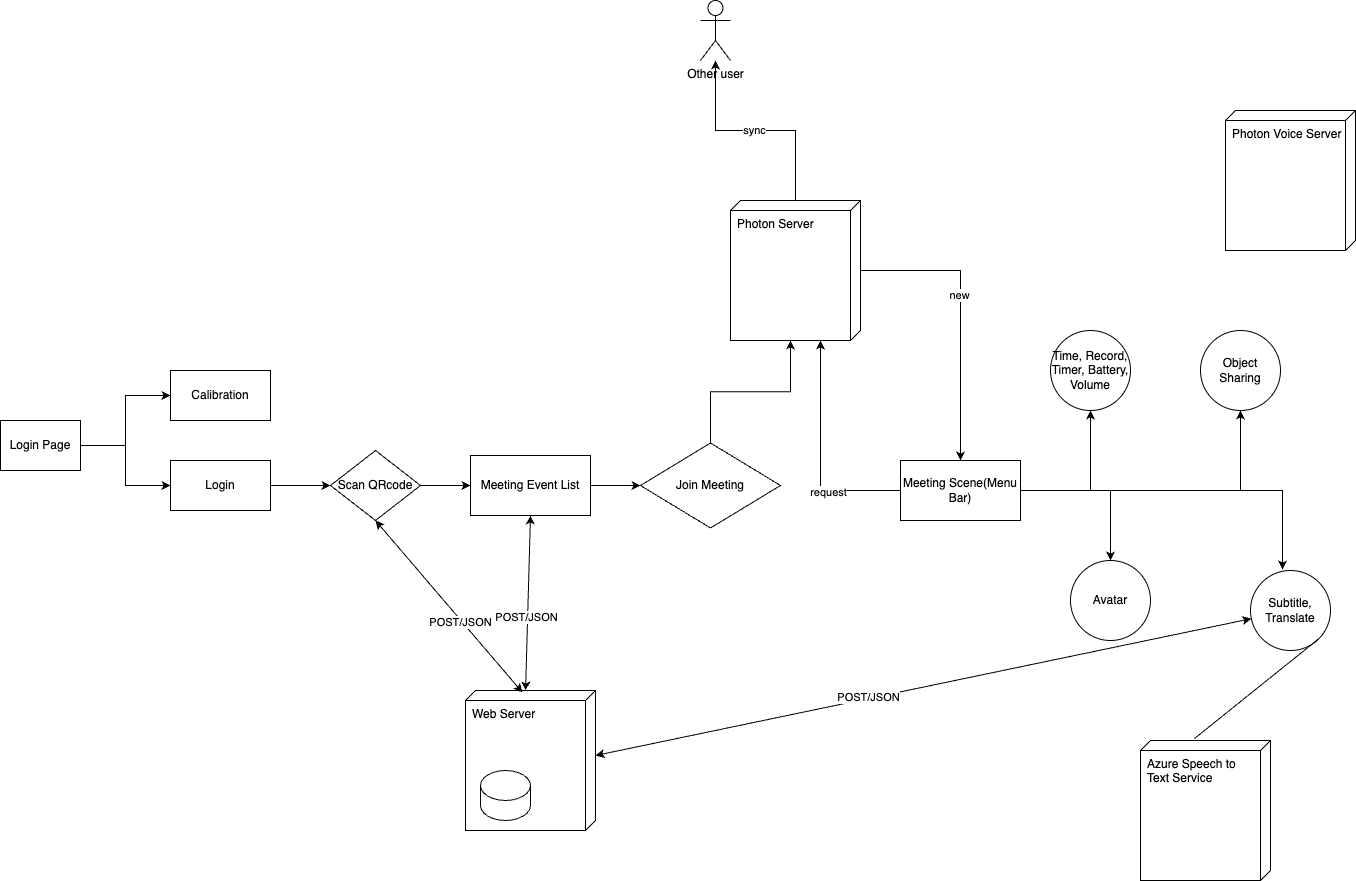 Other user
sync
Photon Voice Server
Photon Server
new
Time, Record,
Timer, Battery,
Volume
Object
Sharing
Calibration
Login Page
Login
Scan QRcode
Meeting Event List
Join Meeting
request
Meeting Scene(Menu
Bar)
Avatar
Subtitle,
Translate
POST/JSON
POST/JSON
POST/JSON
Web Server
Azure Speech to
Text Service